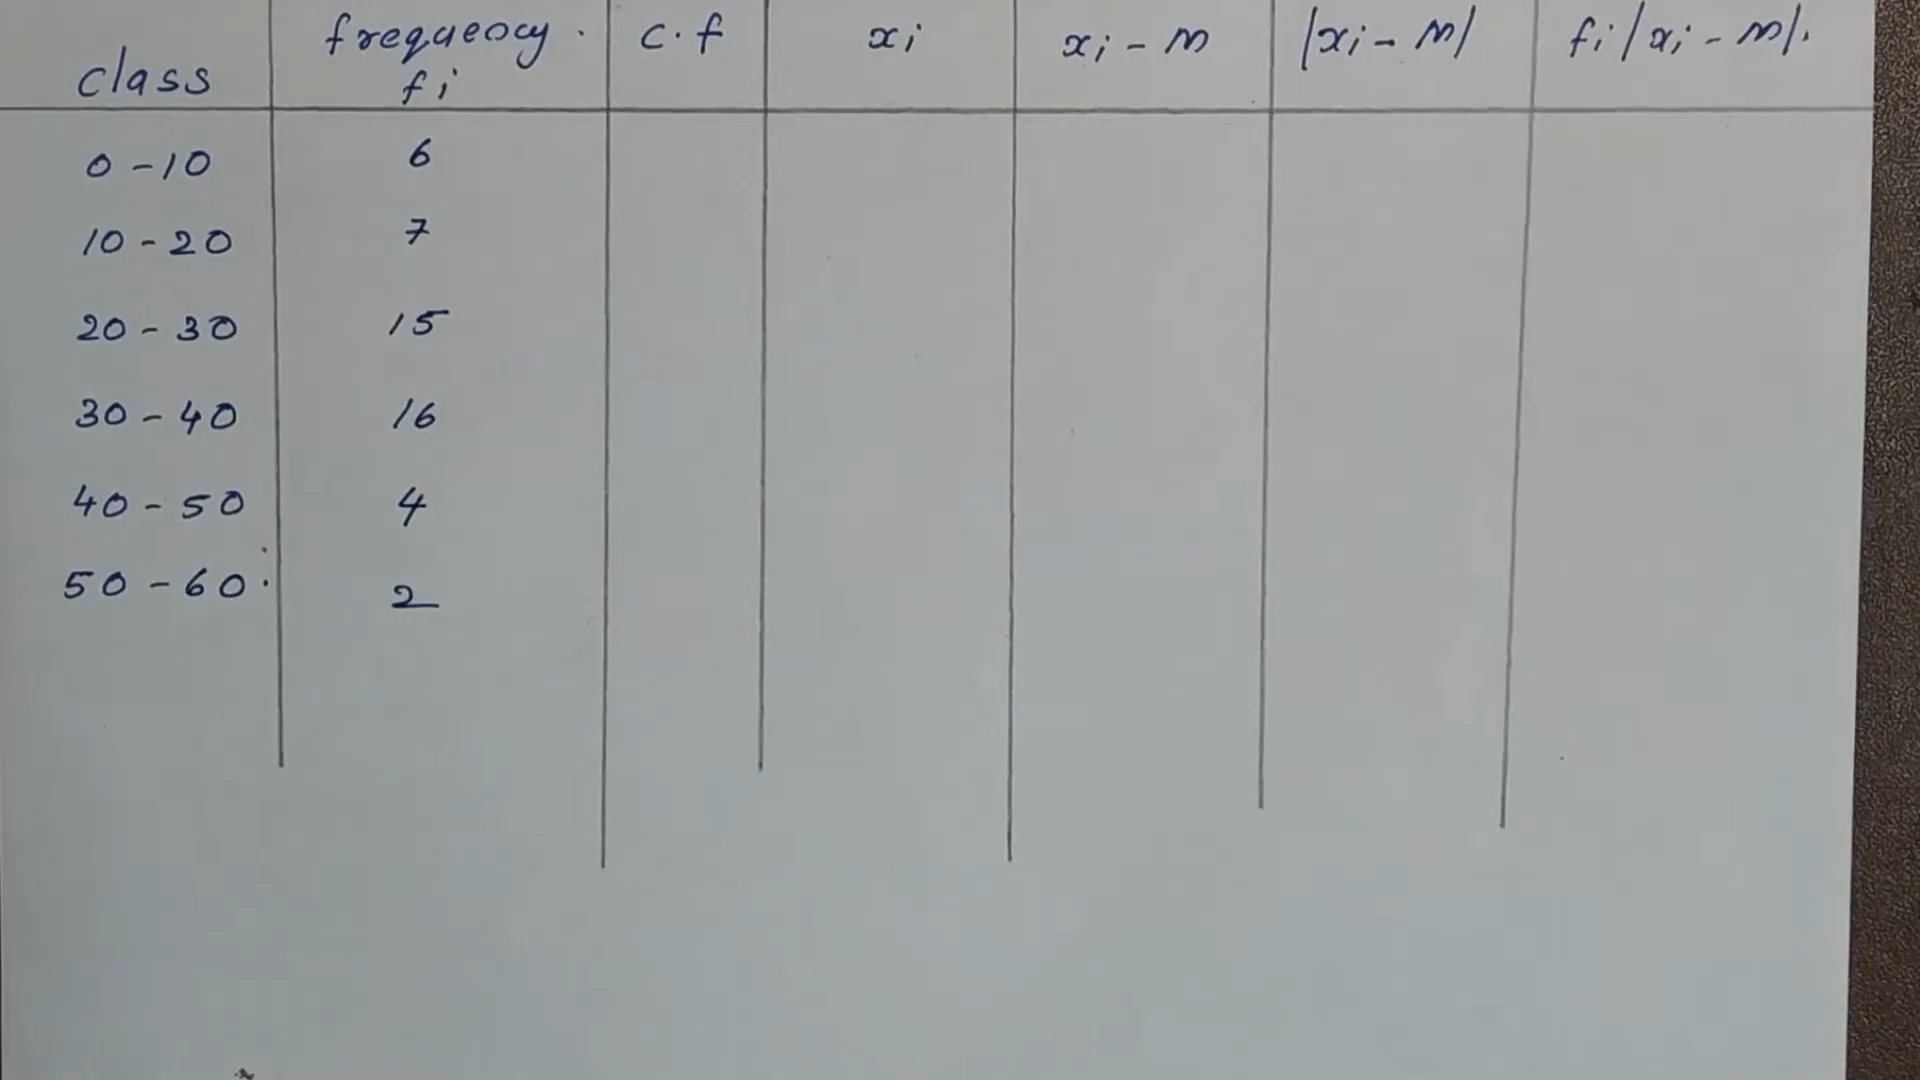 class frequency. fi c.f xi xi - M |xi - M| fi |xi - M|.
0 - 10 6
10 - 20 7
20 - 30 15
30 - 40 16
40 - 50 4
50 - 60 2